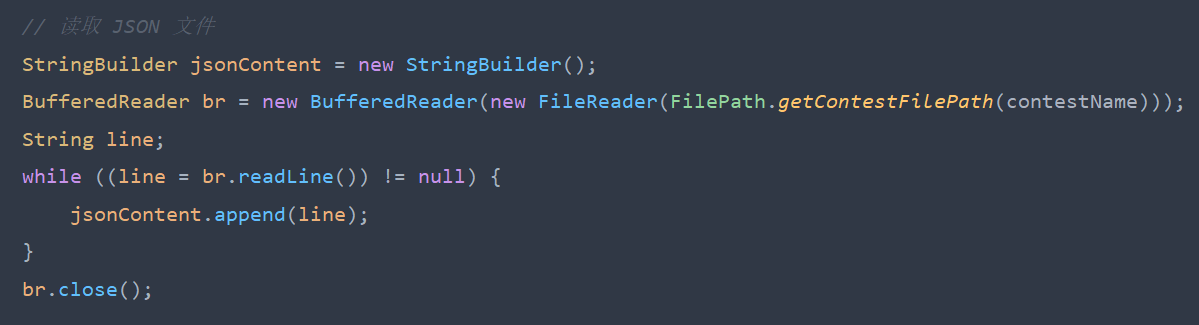 // 读取 JSON 文件
StringBuilder jsonContent = new StringBuilder();
BufferedReader br = new BufferedReader(new FileReader(FilePath.getContestFilePath(contestName)));
String line;
while ((line = br.readLine()) != null) {
    jsonContent.append(line);
}
br.close();